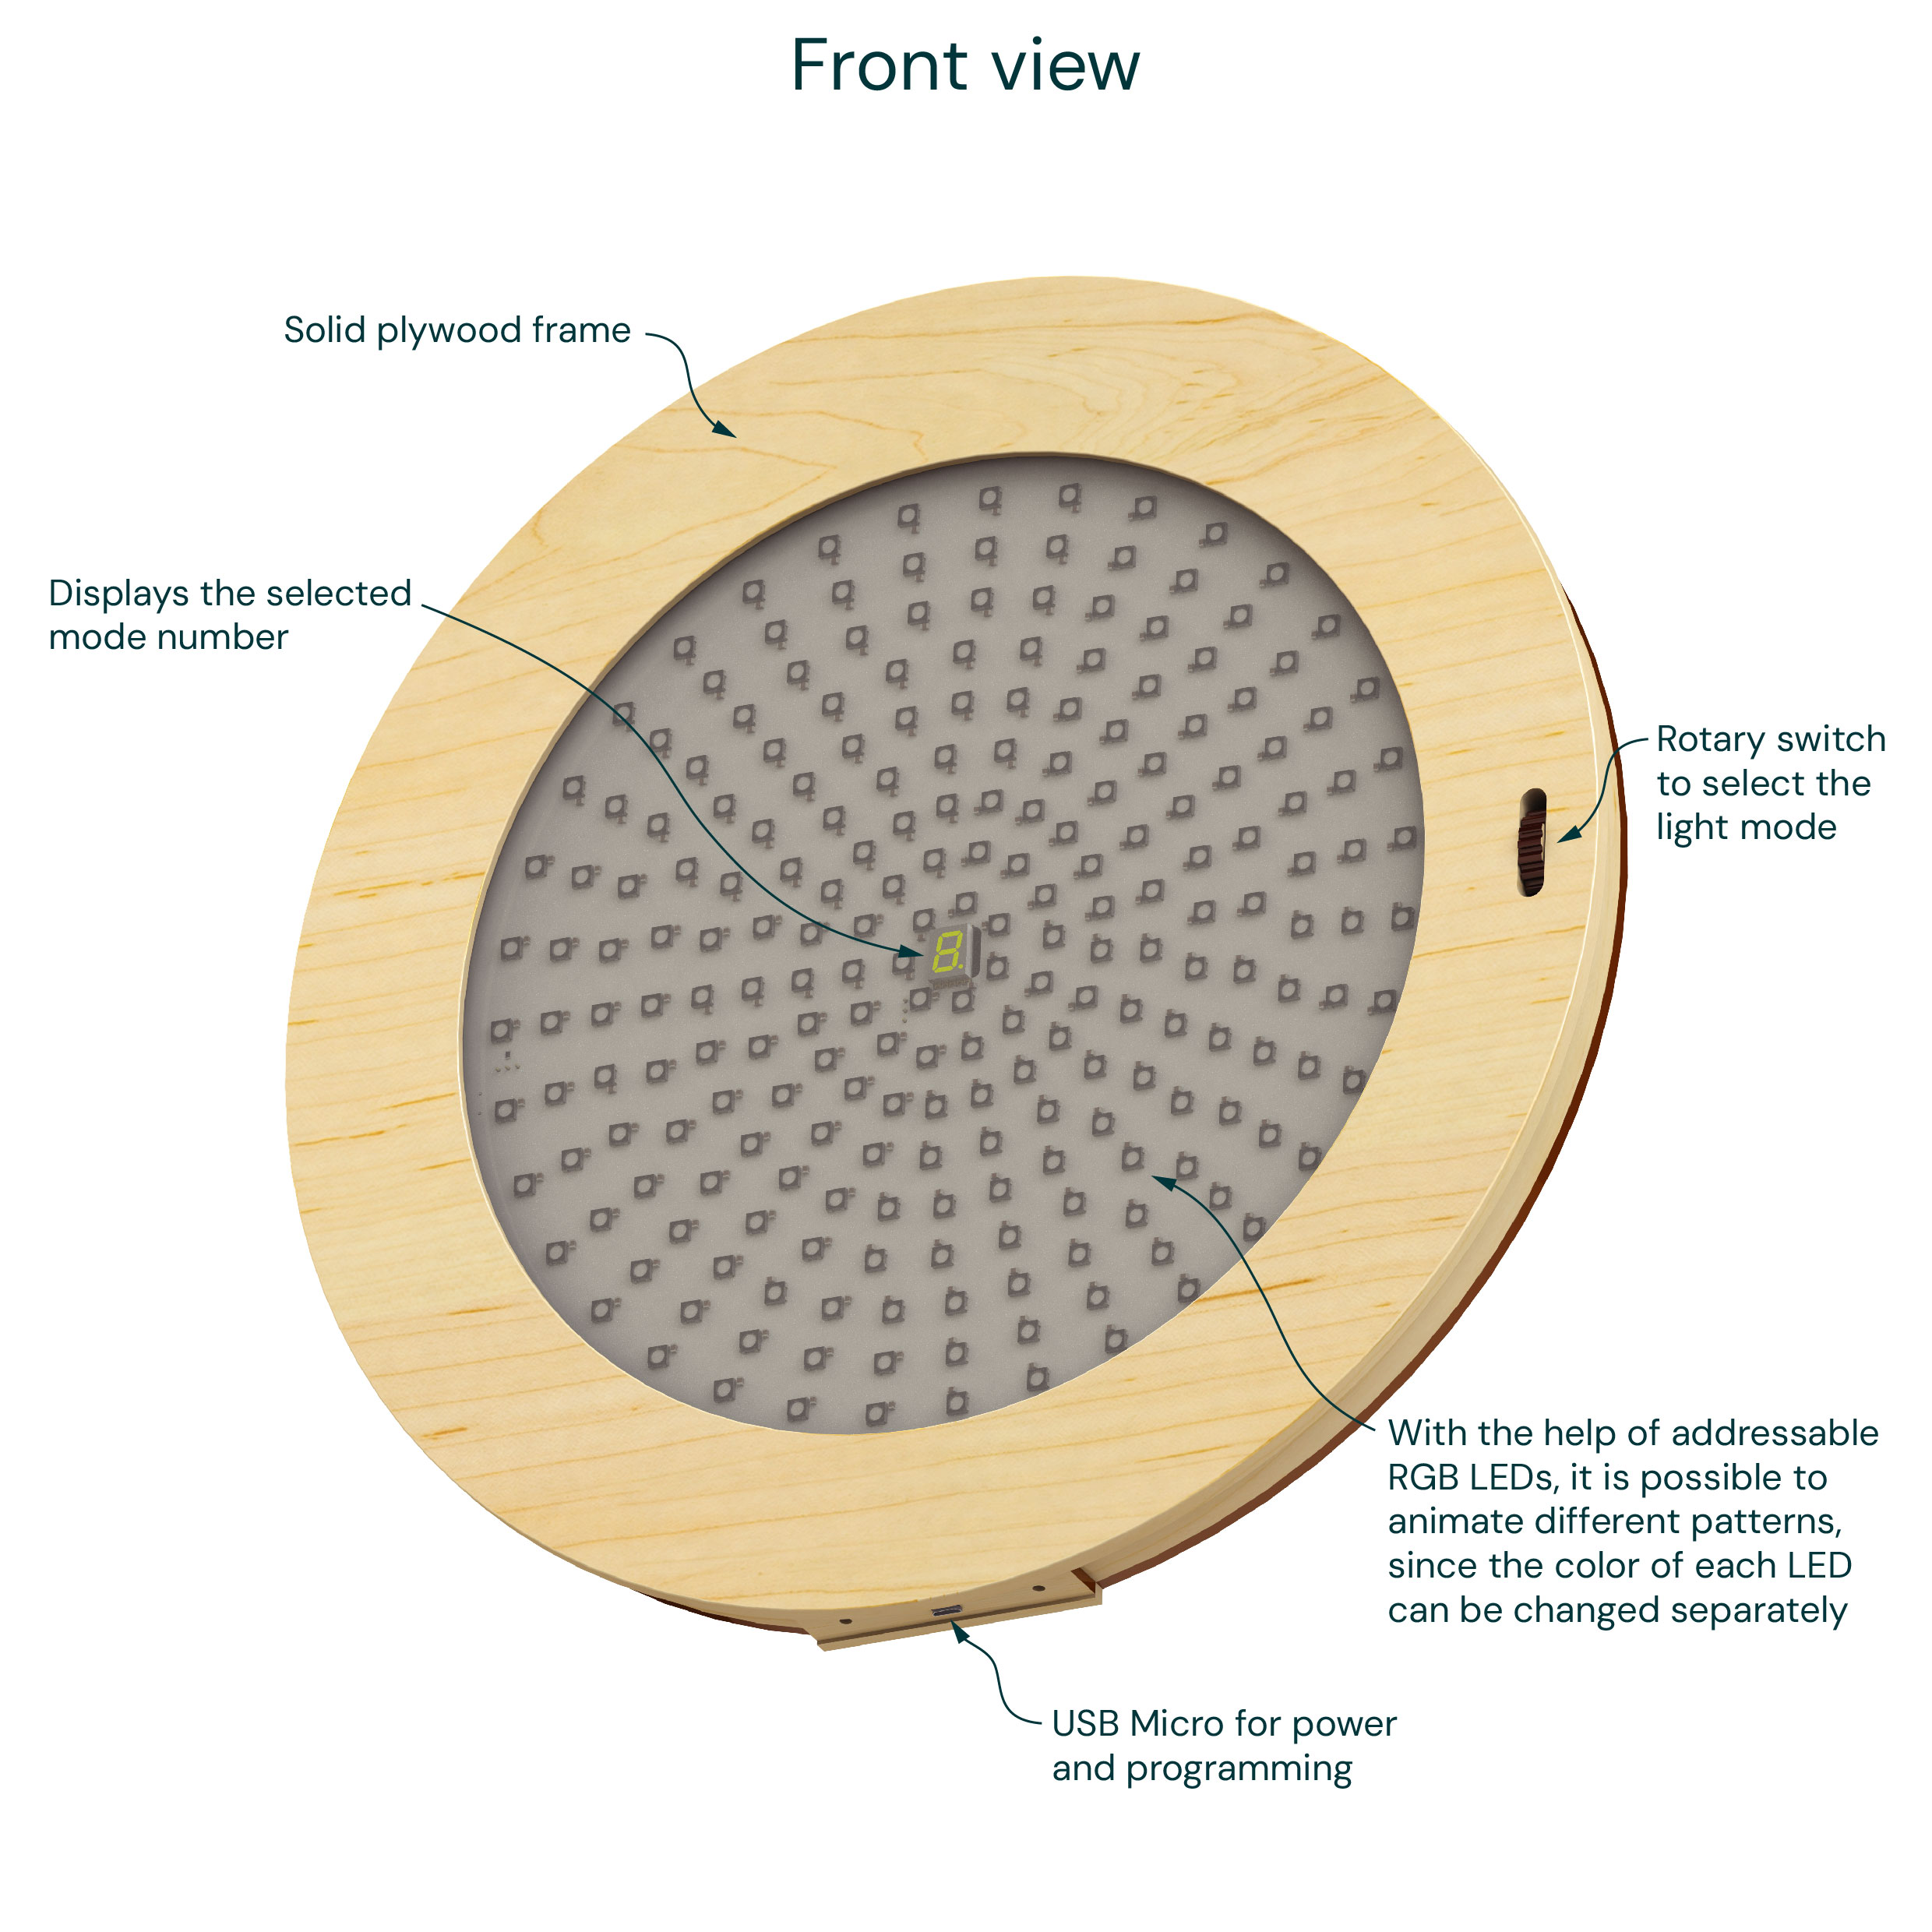 Front view
Solid plywood frame
Displays the selected
mode number
8.
Rotary switch
to select the
light mode
With the help of addressable
RGB LEDs, it is possible to
animate different patterns,
since the color of each LED
can be changed separately
USB Micro for power
and programming